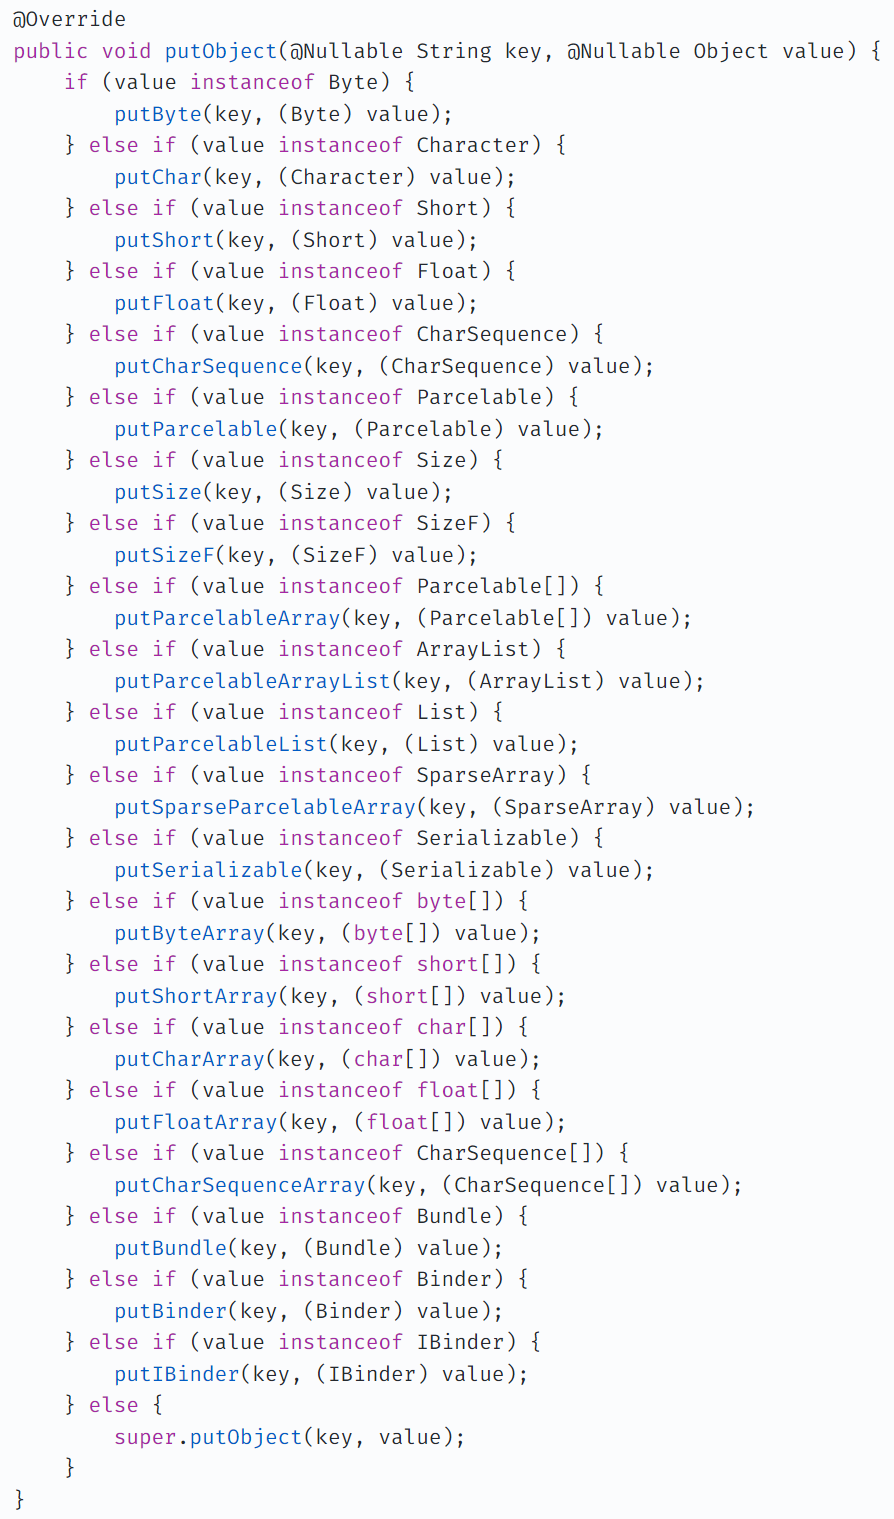 @Override
public void putObject(@Nullable String key, @Nullable Object value) {
    if (value instanceof Byte) {
        putByte(key, (Byte) value);
    } else if (value instanceof Character) {
        putChar(key, (Character) value);
    } else if (value instanceof Short) {
        putShort(key, (Short) value);
    } else if (value instanceof Float) {
        putFloat(key, (Float) value);
    } else if (value instanceof CharSequence) {
        putCharSequence(key, (CharSequence) value);
    } else if (value instanceof Parcelable) {
        putParcelable(key, (Parcelable) value);
    } else if (value instanceof Size) {
        putSize(key, (Size) value);
    } else if (value instanceof SizeF) {
        putSizeF(key, (SizeF) value);
    } else if (value instanceof Parcelable[]) {
        putParcelableArray(key, (Parcelable[]) value);
    } else if (value instanceof ArrayList) {
        putParcelableArrayList(key, (ArrayList) value);
    } else if (value instanceof List) {
        putParcelableList(key, (List) value);
    } else if (value instanceof SparseArray) {
        putSparseParcelableArray(key, (SparseArray) value);
    } else if (value instanceof Serializable) {
        putSerializable(key, (Serializable) value);
    } else if (value instanceof byte[]) {
        putByteArray(key, (byte[]) value);
    } else if (value instanceof short[]) {
        putShortArray(key, (short[]) value);
    } else if (value instanceof char[]) {
        putCharArray(key, (char[]) value);
    } else if (value instanceof float[]) {
        putFloatArray(key, (float[]) value);
    } else if (value instanceof CharSequence[]) {
        putCharSequenceArray(key, (CharSequence[]) value);
    } else if (value instanceof Bundle) {
        putBundle(key, (Bundle) value);
    } else if (value instanceof Binder) {
        putBinder(key, (Binder) value);
    } else if (value instanceof IBinder) {
        putIBinder(key, (IBinder) value);
    } else {
        super.putObject(key, value);
    }
}